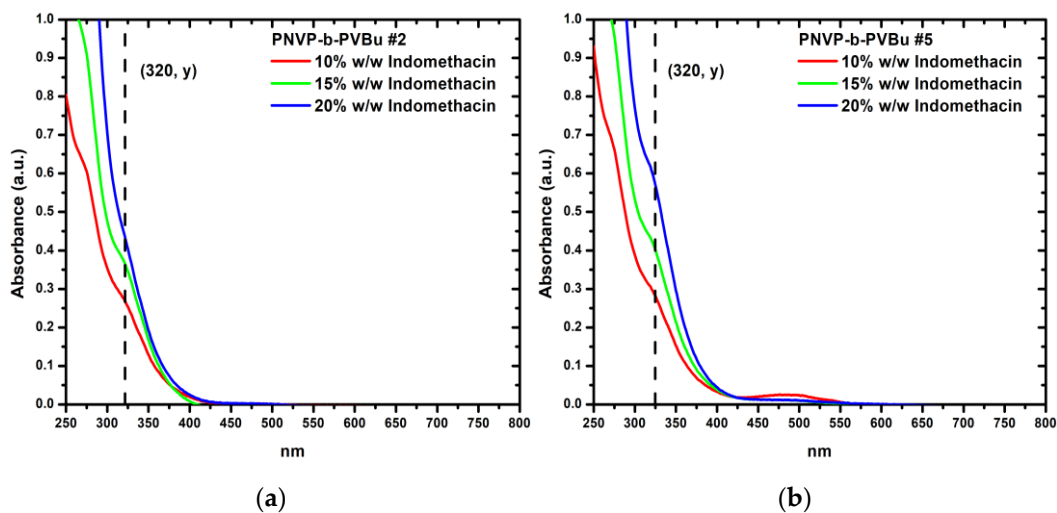 PNVP-b-PVBu #2
10% w/w Indomethacin
15% w/w Indomethacin
20% w/w Indomethacin
(320, y)
Absorbance (a.u.)
1.0
0.9
0.8
0.7
0.6
0.5
0.4
0.3
0.2
0.1
0.0
250 300 350 400 450 500 550 600 650 700 750 800
nm
(a)
PNVP-b-PVBu #5
10% w/w Indomethacin
15% w/w Indomethacin
20% w/w Indomethacin
(320, y)
Absorbance (a.u.)
1.0
0.9
0.8
0.7
0.6
0.5
0.4
0.3
0.2
0.1
0.0
250 300 350 400 450 500 550 600 650 700 750 800
nm
(b)